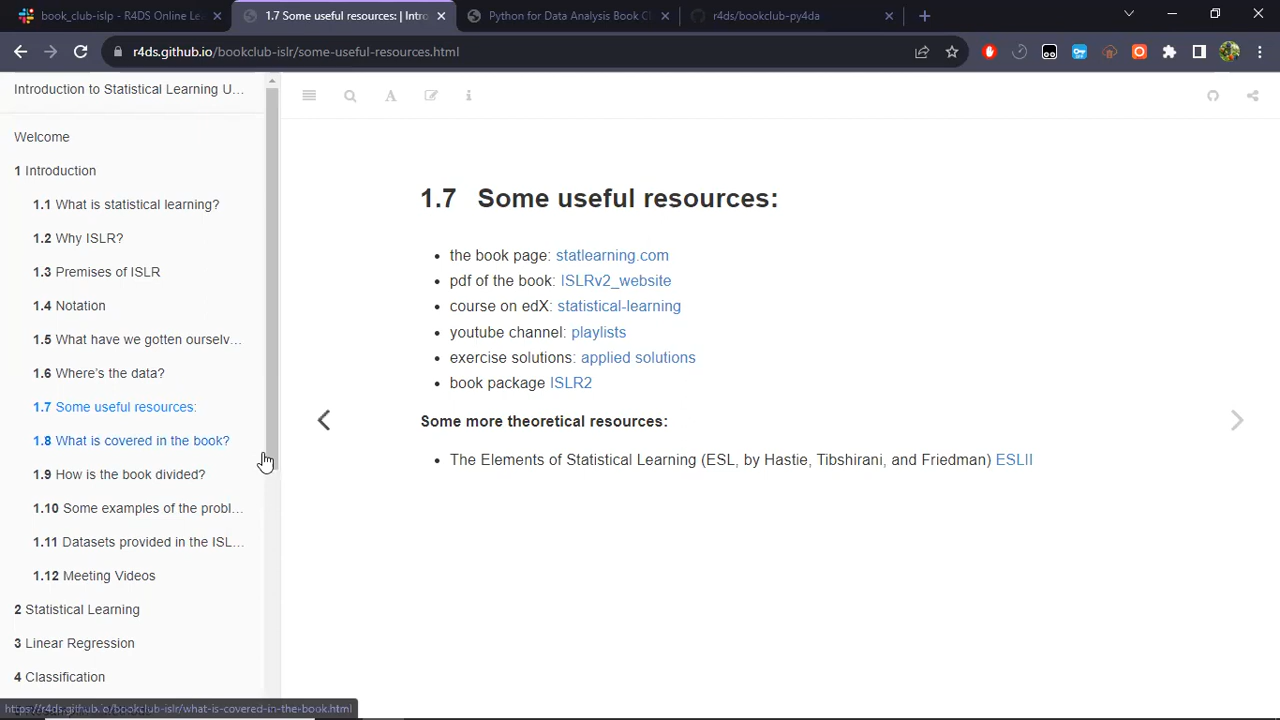 book_club-islp - R4DS Online Le
1.7 Some useful resources: | Intro
Python for Data Analysis Book Cl
r4ds/bookclub-py4da
r4ds.github.io/bookclub-islr/some-useful-resources.html
Introduction to Statistical Learning U...
Welcome
1 Introduction
1.1 What is statistical learning?
1.2 Why ISLR?
1.3 Premises of ISLR
1.4 Notation
1.5 What have we gotten ourselv...
1.6 Where's the data?
1.7 Some useful resources:
1.8 What is covered in the book?
1.9 How is the book divided?
1.10 Some examples of the probl...
1.11 Datasets provided in the ISL...
1.12 Meeting Videos
2 Statistical Learning
3 Linear Regression
4 Classification
https://r4ds.github.io/bookclub-islr/what-is-covered-in-the-book.html
1.7 Some useful resources:
• the book page: statlearning.com
• pdf of the book: ISLRv2_website
• course on edX: statistical-learning
• youtube channel: playlists
• exercise solutions: applied solutions
• book package ISLR2
Some more theoretical resources:
• The Elements of Statistical Learning (ESL, by Hastie, Tibshirani, and Friedman) ESLII